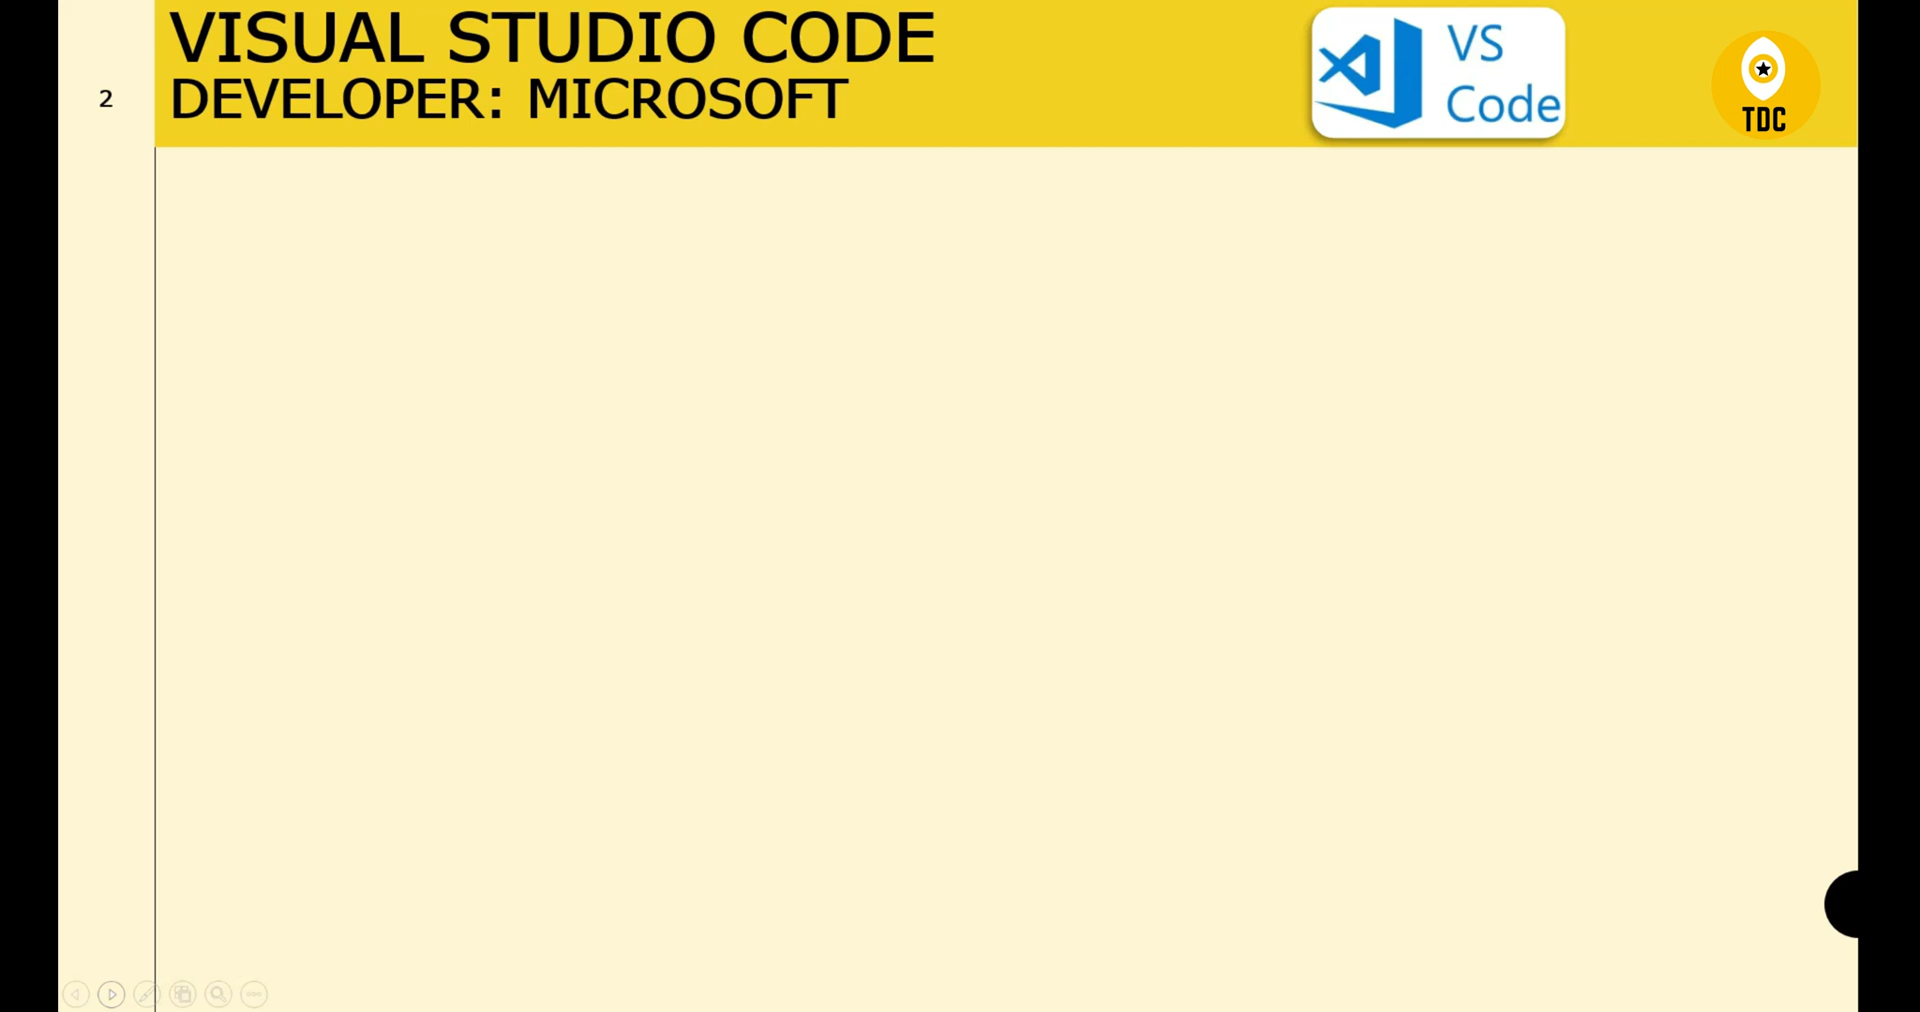 VISUAL STUDIO CODE
2
DEVELOPER: MICROSOFT
VS
Code
TDC